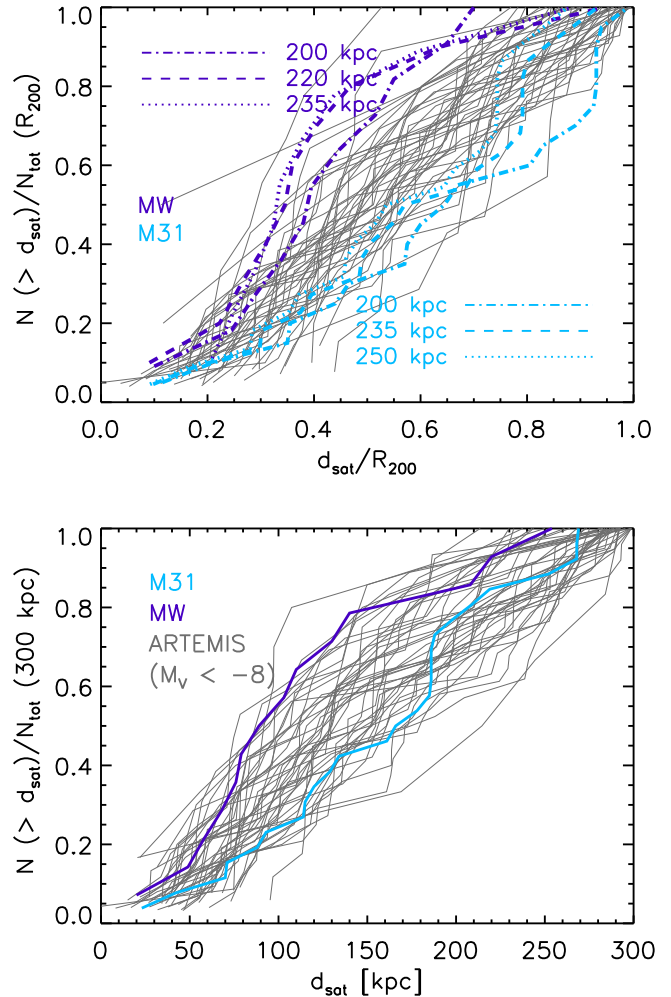 N (> d_sat)/N_tot (R_200)
1.0
0.8
0.6
0.4
0.2
0.0
200 kpc
220 kpc
235 kpc
MW
M31
200 kpc
235 kpc
250 kpc
0.0 0.2 0.4 0.6 0.8 1.0
d_sat/R_200
N (> d_sat)/N_tot (300 kpc)
1.0
0.8
0.6
0.4
0.2
0.0
M31
MW
ARTEMIS
(M_v < -8)
0 50 100 150 200 250 300
d_sat [kpc]